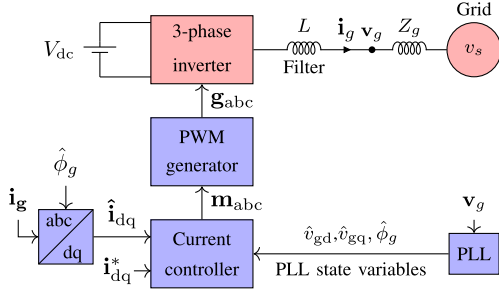 Grid
3-phase
inverter
V_dc
L
i_g v_g
Z_g
v_s
Filter
g_abc
PWM
generator
ϕ̂_g
m_abc
i_g
abc
dq
î_dq
i*_dq
Current
controller
v̂_gd, v̂_gq, ϕ̂_g
PLL state variables
v_g
PLL